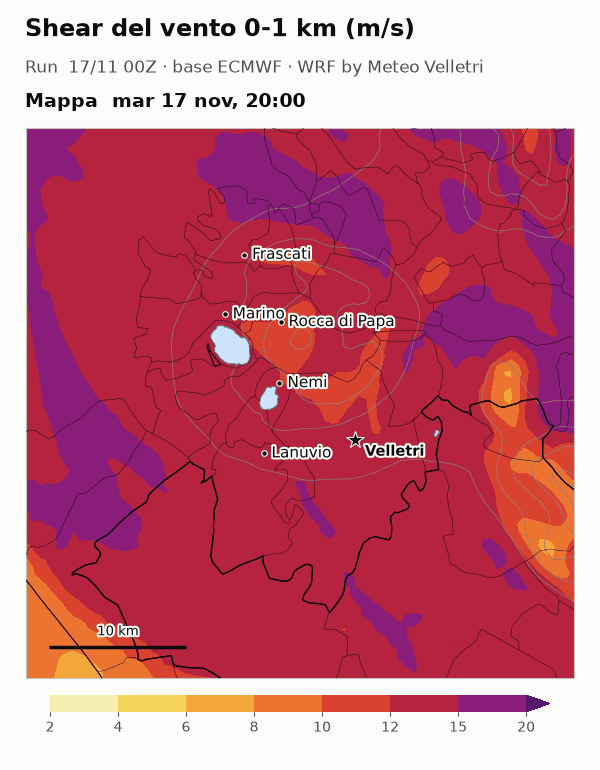 Shear del vento 0-1 km (m/s)
Run  17/11 00Z · base ECMWF · WRF by Meteo Velletri
Mappa  mar 17 nov, 20:00
Frascati
Marino
Rocca di Papa
Nemi
Velletri
Lanuvio
10 km
2 4 6 8 10 12 15 20